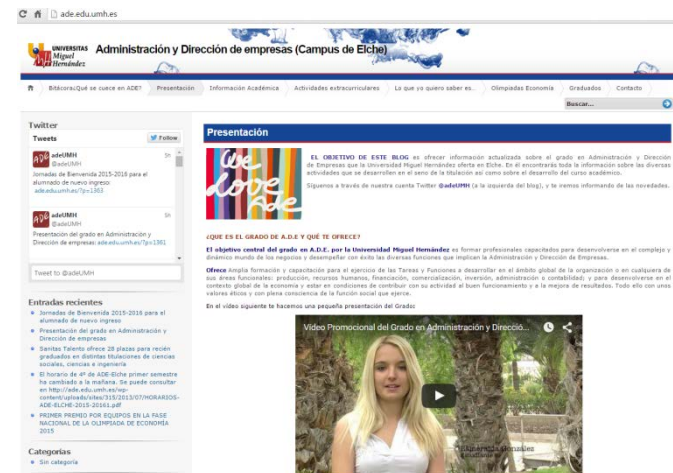 ade.edu.umh.es
UNIVERSITAS
Miguel
Hernández
Administración y Dirección de empresas (Campus de Elche)
Bitácora¿Qué se cuece en ADE?
Presentación
Información Académica
Actividades extracurriculares
Lo que yo quiero saber es..
Olimpiadas Economía
Graduados
Contacto
Buscar...
Twitter
Tweets
Follow
adeUMH
5h
@adeUMH
Jornadas de Bienvenida 2015-2016 para el
alumnado de nuevo ingreso:
ade.edu.umh.es/?p=1363
adeUMH
5h
@adeUMH
Presentación del grado en Administración y
Dirección de empresas: ade.edu.umh.es/?p=1361
Tweet to @adeUMH
Entradas recientes
Jornadas de Bienvenida 2015-2016 para el
alumnado de nuevo ingreso
Presentación del grado en Administración y
Dirección de empresas
Sanitas Talento ofrece 28 plazas para recién
graduados en distintas titulaciones de ciencias
sociales, ciencias e ingeniería
El horario de 4º de ADE-Elche primer semestre
ha cambiado a la mañana. Se puede consultar
en http://ade.edu.umh.es/wp-
content/uploads/sites/315/2013/07/HORARIOS-
ADE-ELCHE-2015-20161.pdf
PRIMER PREMIO POR EQUIPOS EN LA FASE
NACIONAL DE LA OLIMPIADA DE ECONOMÍA
2015
Categorías
Sin categoría
Presentación
We
love
Ade
EL OBJETIVO DE ESTE BLOG es ofrecer información actualizada sobre el grado en Administración y Dirección
de Empresas que la Universidad Miguel Hernández oferta en Elche. En él encontrarás toda la información sobre las diversas
actividades que se desarrollen en el seno de la titulación así como sobre el desarrollo del curso académico.
Síguenos a través de nuestra cuenta Twitter @adeUMH (a la izquierda del blog), y te iremos informando de las novedades.
¿QUE ES EL GRADO DE A.D.E Y QUÉ TE OFRECE?
El objetivo central del grado en A.D.E. por la Universidad Miguel Hernández es formar profesionales capacitados para desenvolverse en el complejo y
dinámico mundo de los negocios y desempeñar con éxito las diversas funciones que implican la Administración y Dirección de Empresas.
Ofrece Amplia formación y capacitación para el ejercicio de las Tareas y Funciones a desarrollar en el ámbito global de la organización o en cualquiera de
sus áreas funcionales: producción, recursos humanos, financiación, comercialización, inversión, administración o contabilidad; y para desenvolverse en el
contexto global de la economía y estar en condiciones de contribuir con su actividad al buen funcionamiento y a la mejora de resultados. Todo ello con unos
valores éticos y con plena consciencia de la función social que ejerce.
En el vídeo siguiente te hacemos una pequeña presentación del Grado:
Vídeo Promocional del Grado en Administración y Direcció...